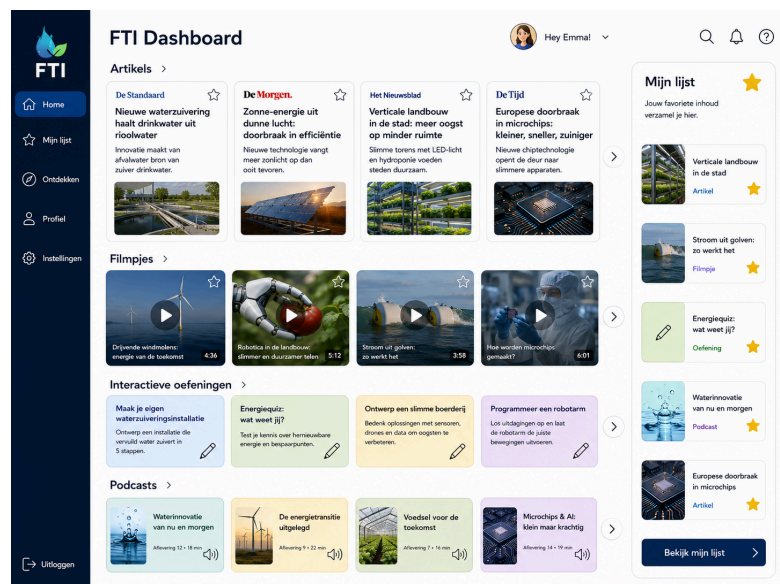 FTI
Home
Mijn lijst
Ontdekken
Profiel
Instellingen
Uitloggen
FTI Dashboard
Hey Emma!
Artikels >
De Standaard
Nieuwe waterzuivering
haalt drinkwater uit
rioolwater
Innovatie maakt van
afvalwater bron van
zuiver drinkwater.
De Morgen.
Zonne-energie uit
dunne lucht:
doorbraak in efficiëntie
Nieuwe technologie vangt
meer zonlicht op dan
ooit tevoren.
Het Nieuwsblad
Verticale landbouw
in de stad: meer oogst
op minder ruimte
Slimme torens met LED-licht
en hydroponie voeden
steden duurzaam.
De Tijd
Europese doorbraak
in microchips:
kleiner, sneller, zuiniger
Nieuwe chiptechnologie
opent de deur naar
slimmere apparaten.
Filmpjes >
Drijvende windmolens:
energie van de toekomst
4:36
Robotica in de landbouw:
slimmer en duurzamer telen
5:12
Stroom uit golven:
zo werkt het
3:58
Hoe worden microchips
gemaakt?
6:01
Interactieve oefeningen >
Maak je eigen
waterzuiveringsinstallatie
Ontwerp een installatie die
vervuild water zuivert in
5 stappen.
Energiequiz:
wat weet jij?
Test je kennis over hernieuwbare
energie en bespaarpunten.
Ontwerp een slimme boerderij
Bedenk oplossingen met sensoren,
drones en data om oogsten te
verbeteren.
Programmeer een robotarm
Los uitdagingen op en laat
de robotarm de juiste
bewegingen uitvoeren.
Podcasts >
Waterinnovatie
van nu en morgen
Aflevering 12 • 18 min
De energietransitie
uitgelegd
Aflevering 9 • 22 min
Voedsel voor de
toekomst
Aflevering 7 • 16 min
Microchips & AI:
klein maar krachtig
Aflevering 14 • 19 min
Mijn lijst
Jouw favoriete inhoud
verzamel je hier.
Verticale landbouw
in de stad
Artikel
Stroom uit golven:
zo werkt het
Filmpje
Energiequiz:
wat weet jij?
Oefening
Waterinnovatie
van nu en morgen
Podcast
Europese doorbraak
in microchips
Artikel
Bekijk mijn lijst >